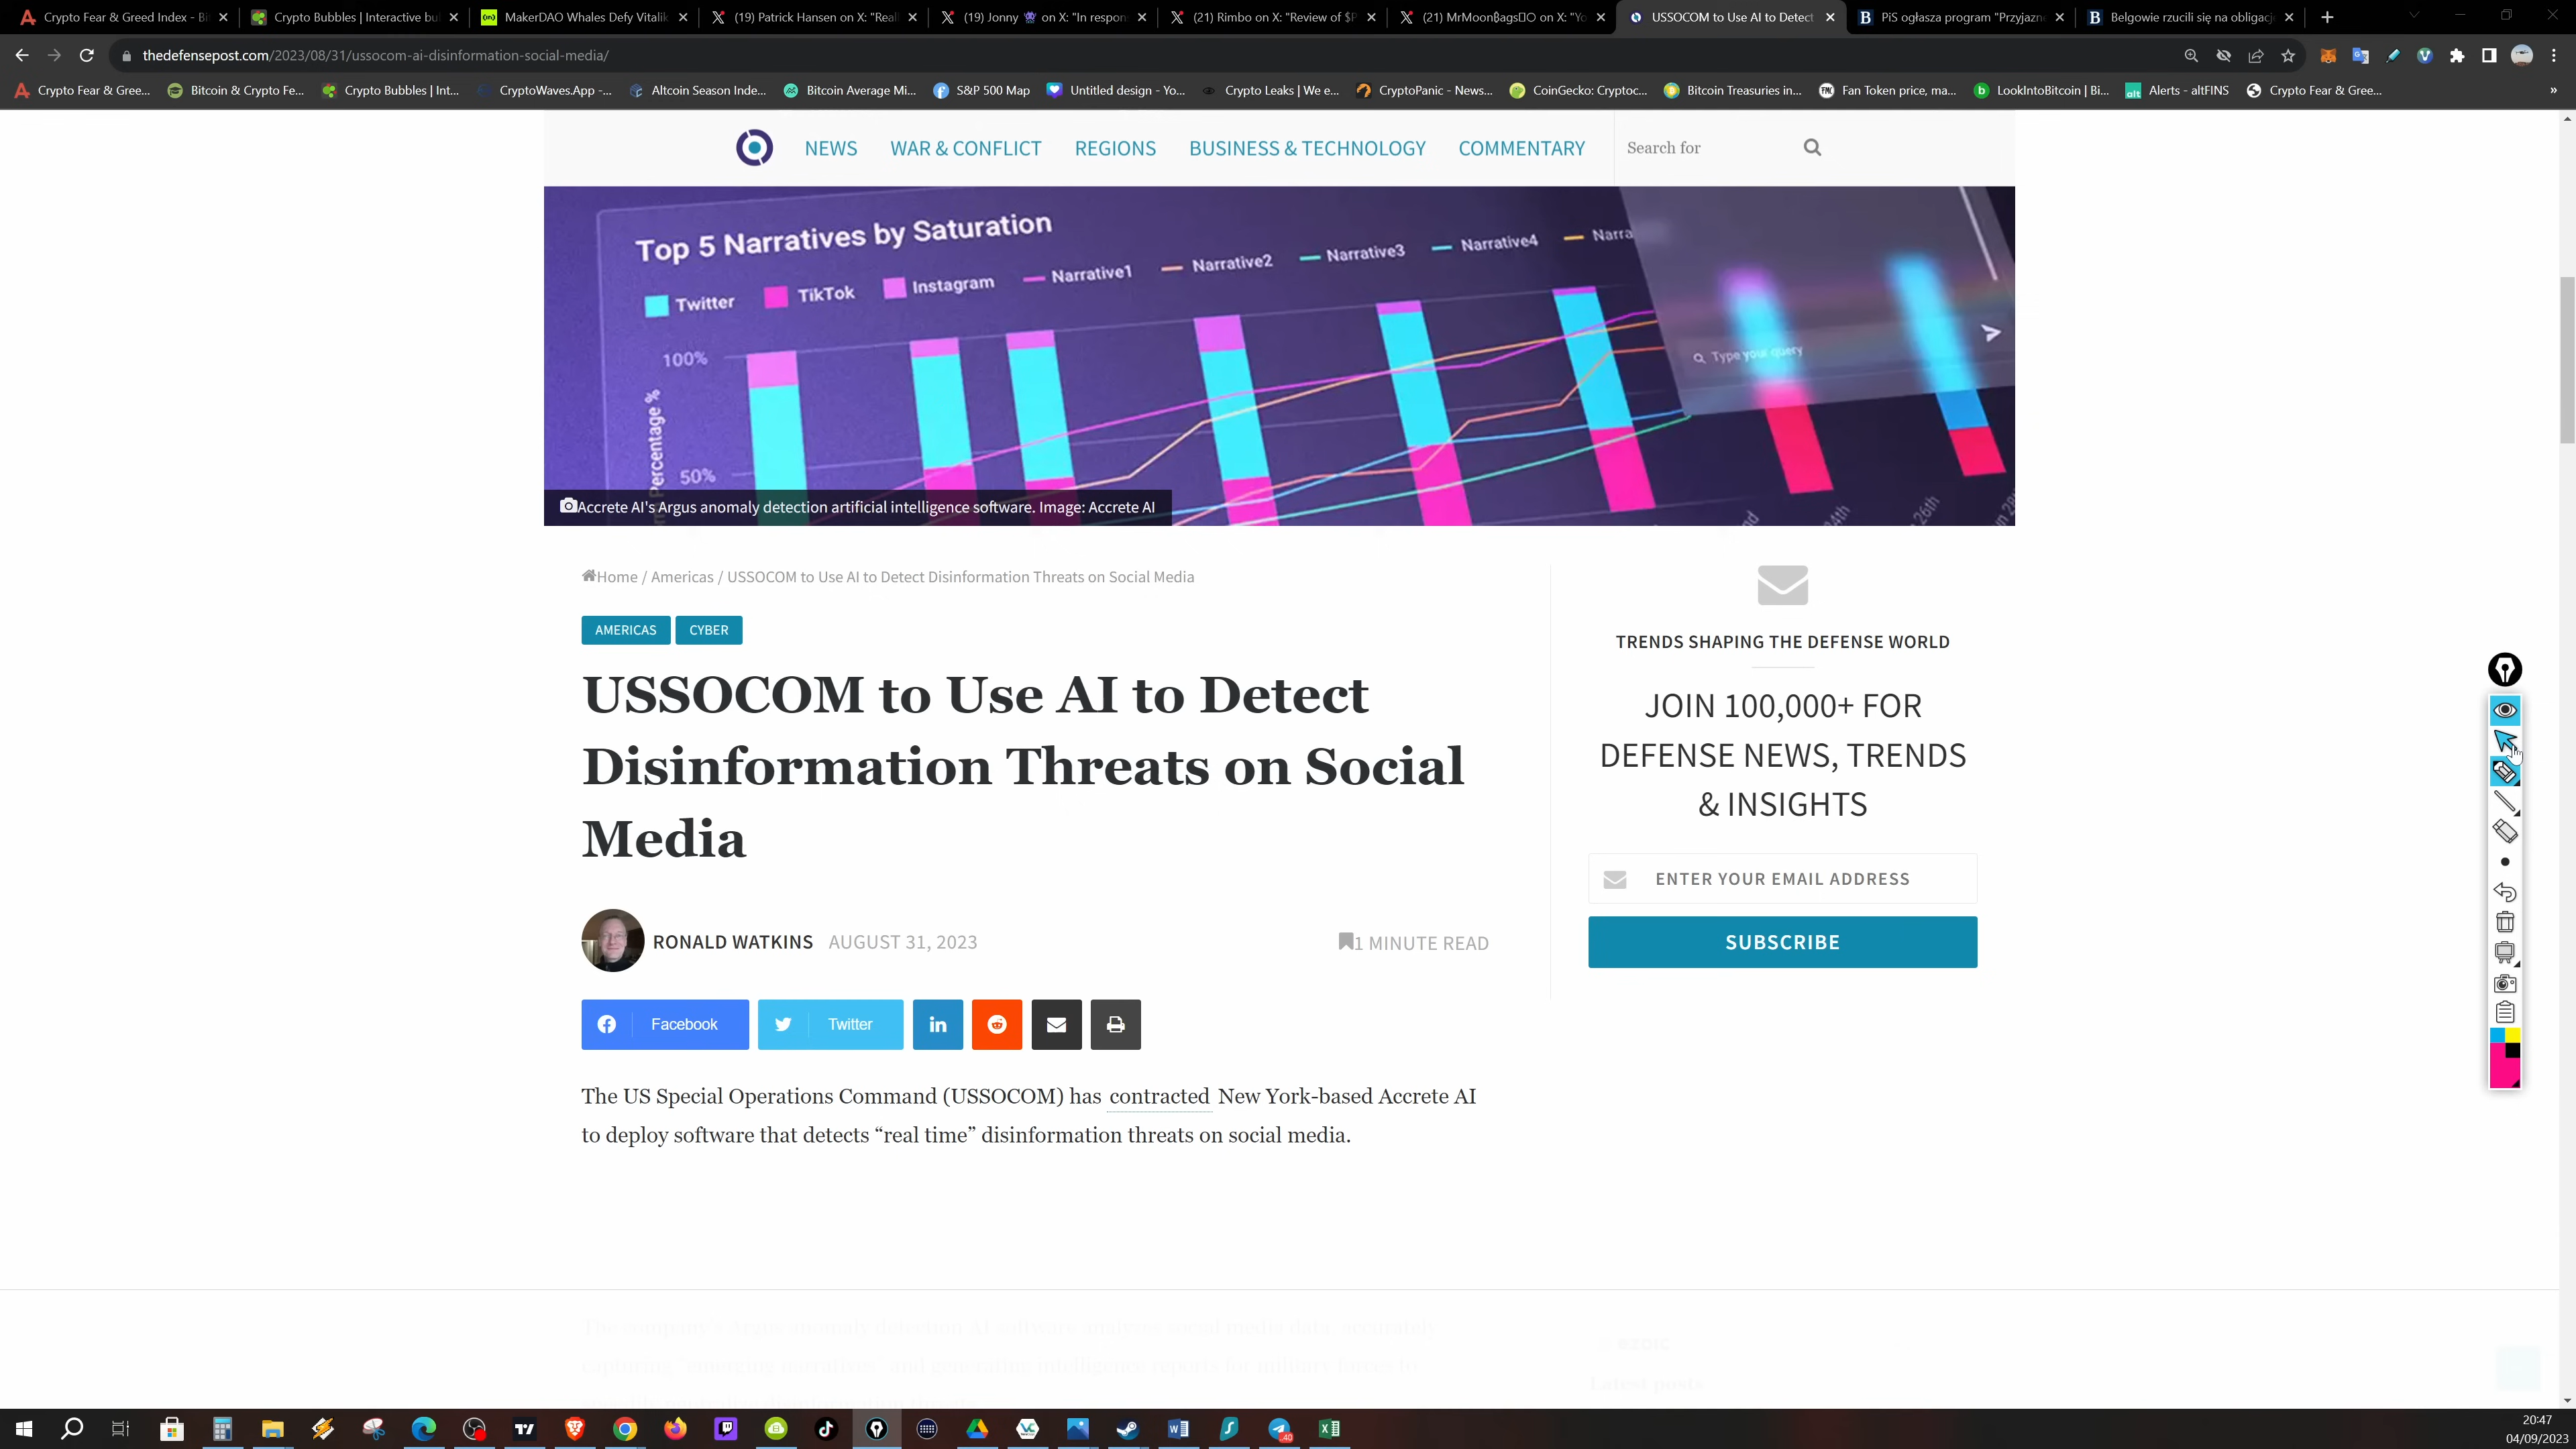 Crypto Fear & Greed Index - Bi
Crypto Bubbles | Interactive bu
MakerDAO Whales Defy Vitalik
(19) Patrick Hansen on X: "Real
(19) Jonny on X: "In respon
(21) Rimbo on X: "Review of $P
(21) MrMoonβags on X: "Yo
USSOCOM to Use AI to Detect
PiS ogłasza program "Przyjazn
Belgowie rzucili się na obligacj
thedefensepost.com/2023/08/31/ussocom-ai-disinformation-social-media/
Crypto Fear & Gree...
Bitcoin & Crypto Fe...
Crypto Bubbles | Int...
CryptoWaves.App -...
Altcoin Season Inde...
Bitcoin Average Mi...
S&P 500 Map
Untitled design - Yo...
Crypto Leaks | We e...
CryptoPanic - News...
CoinGecko: Cryptoc...
Bitcoin Treasuries in...
Fan Token price, ma...
LookIntoBitcoin | Bi...
Alerts - altFINS
Crypto Fear & Gree...
NEWS WAR & CONFLICT REGIONS BUSINESS & TECHNOLOGY COMMENTARY Search for
Top 5 Narratives by Saturation
Twitter TikTok Instagram Narrative1 Narrative2 Narrative3 Narrative4 Narra
100%
50%
Percentage %
Type your query
24th
26th
28th
Accrete AI's Argus anomaly detection artificial intelligence software. Image: Accrete AI
Home / Americas / USSOCOM to Use AI to Detect Disinformation Threats on Social Media
AMERICAS CYBER
USSOCOM to Use AI to Detect
Disinformation Threats on Social
Media
RONALD WATKINS AUGUST 31, 2023 1 MINUTE READ
Facebook Twitter
The US Special Operations Command (USSOCOM) has contracted New York-based Accrete AI
to deploy software that detects “real time” disinformation threats on social media.
TRENDS SHAPING THE DEFENSE WORLD
JOIN 100,000+ FOR
DEFENSE NEWS, TRENDS
& INSIGHTS
ENTER YOUR EMAIL ADDRESS
SUBSCRIBE
Latest posts
20:47
04/09/2023